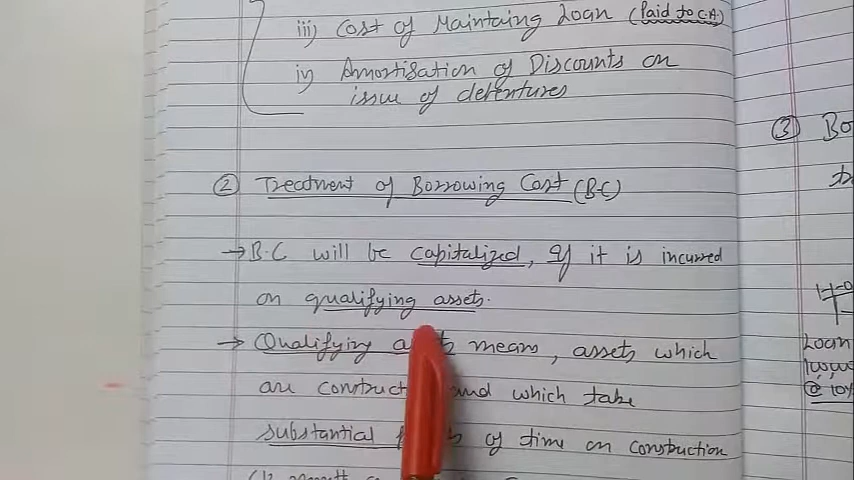 iii) Cost of Maintaing Loan (Paid to CA)
iv) Amortisation of Discounts on
issue of debentures
② Treatment of Borrowing Cost (B.C)
→ B.C will be capitalized, If it is incurred
on qualifying assets.
→ Qualifying means, assets which
are and which take
substantial of time on construction
③ Bo
Loan
@ 10%